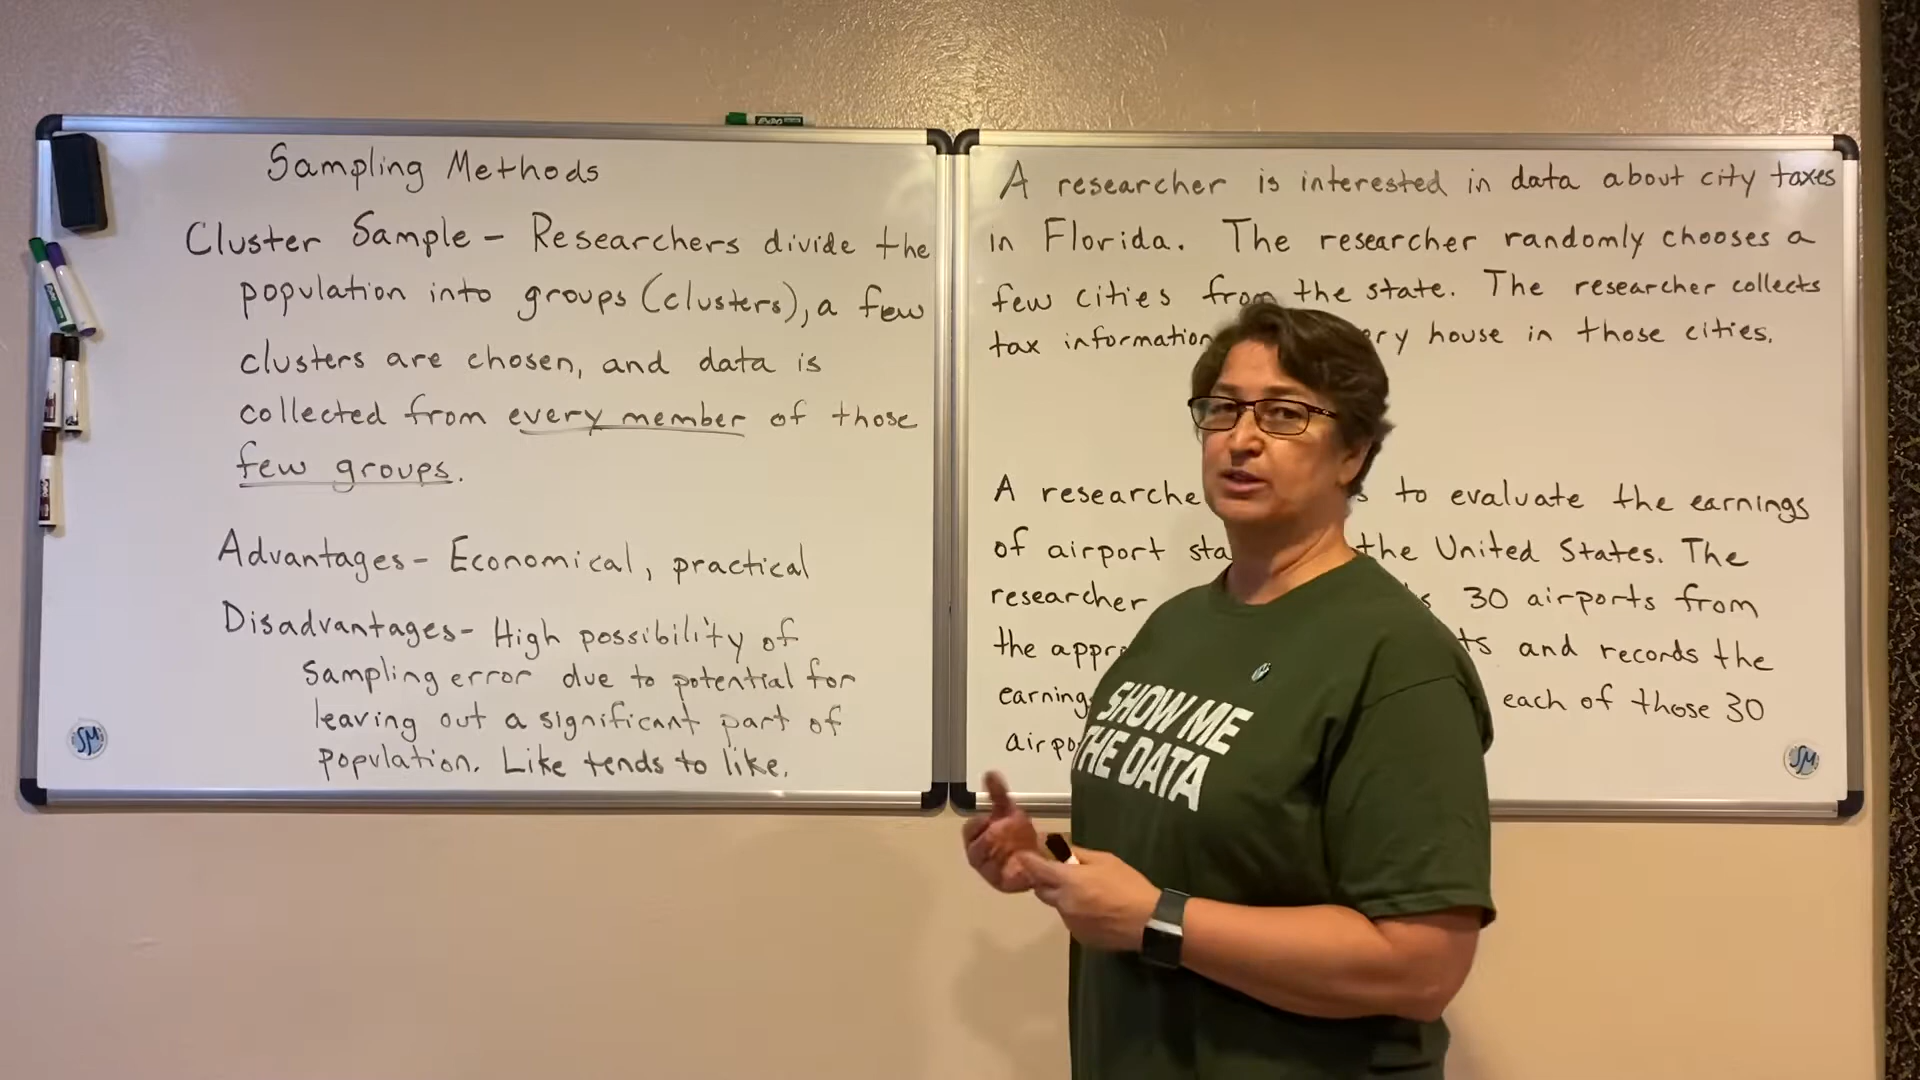 Sampling Methods
Cluster Sample - Researchers divide the
population into groups (clusters), a few
clusters are chosen, and data is
collected from every member of those
few groups.
Advantages - Economical, practical
Disadvantages - High possibility of
sampling error due to potential for
leaving out a significant part of
population. Like tends to like.
SM
EXPO
A researcher is interested in data about city taxes
in Florida. The researcher randomly chooses a
few cities from the state. The researcher collects
tax information house in those cities.
A to evaluate the earnings
of airport the United States. The
researcher 30 airports from
the and records the
each of those 30
SM
SHOW ME
THE DATA